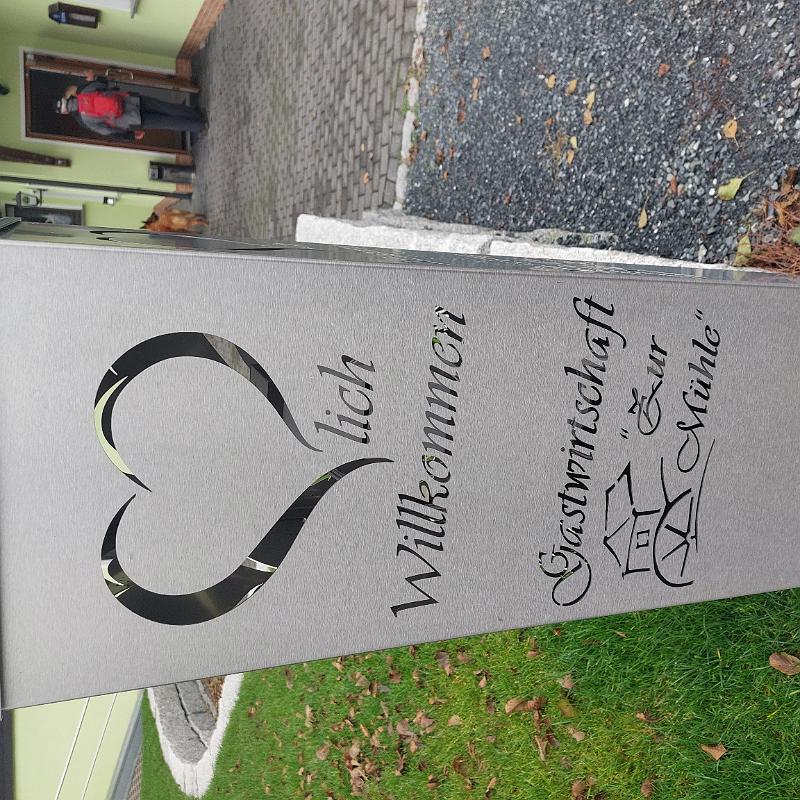 lich
Willkommen
Gastwirtschaft
"Zur
Mühle"